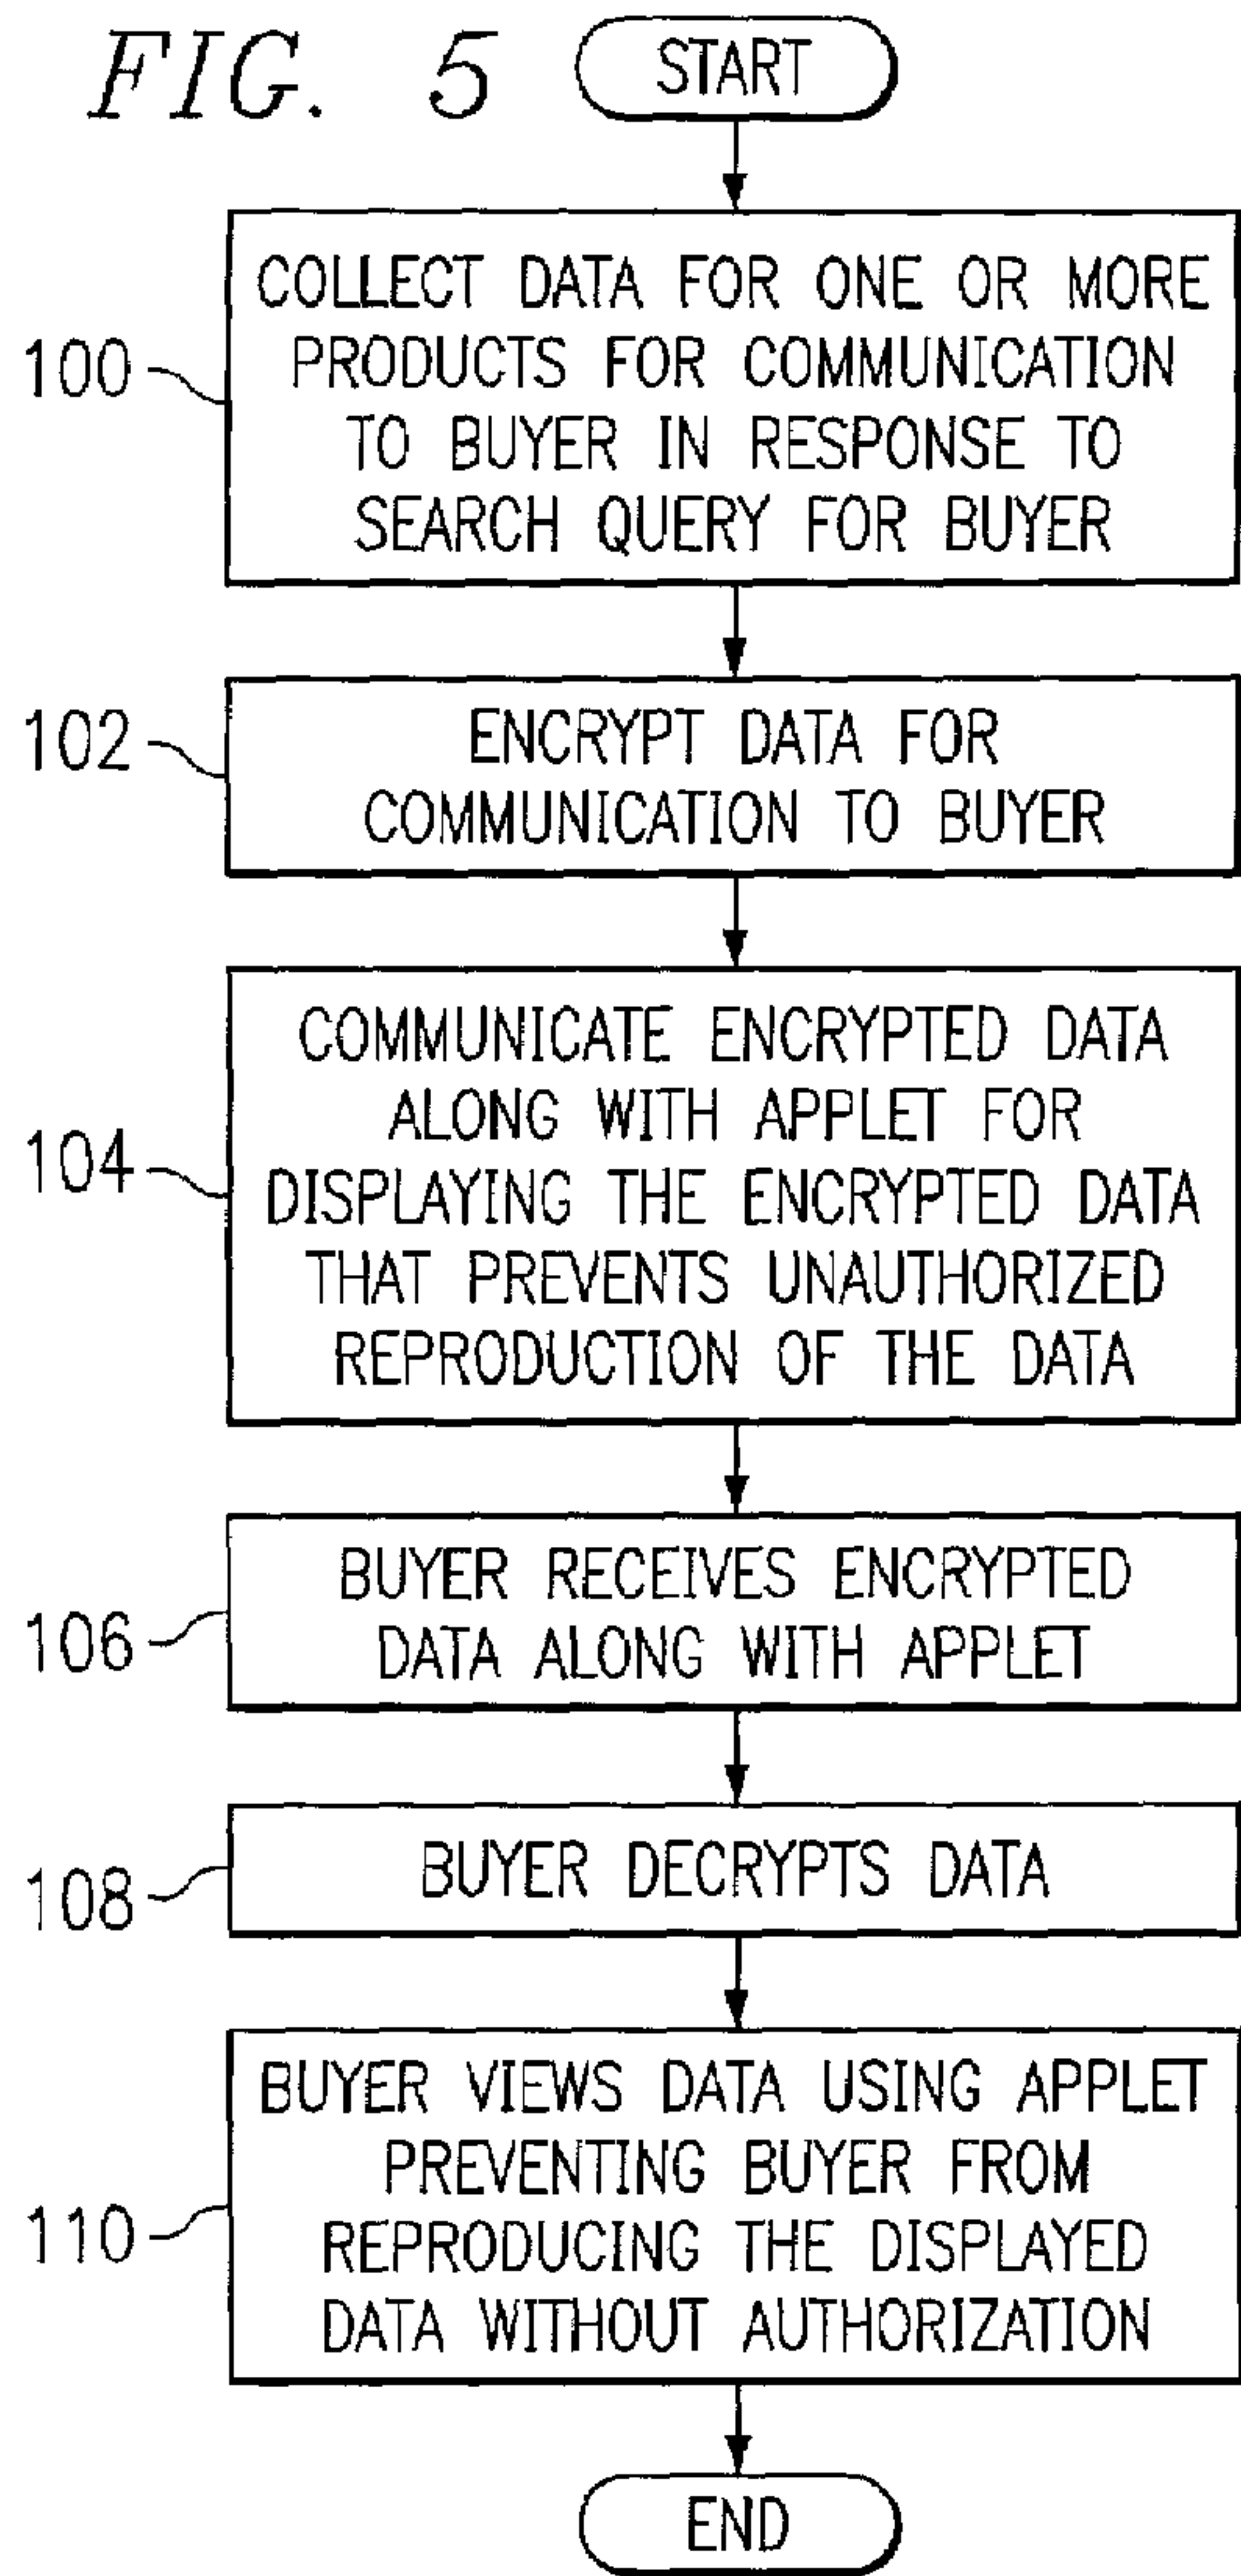 FIG. 5
START
100
COLLECT DATA FOR ONE OR MORE
PRODUCTS FOR COMMUNICATION
TO BUYER IN RESPONSE TO
SEARCH QUERY FOR BUYER
102
ENCRYPT DATA FOR
COMMUNICATION TO BUYER
104
COMMUNICATE ENCRYPTED DATA
ALONG WITH APPLET FOR
DISPLAYING THE ENCRYPTED DATA
THAT PREVENTS UNAUTHORIZED
REPRODUCTION OF THE DATA
106
BUYER RECEIVES ENCRYPTED
DATA ALONG WITH APPLET
108
BUYER DECRYPTS DATA
110
BUYER VIEWS DATA USING APPLET
PREVENTING BUYER FROM
REPRODUCING THE DISPLAYED
DATA WITHOUT AUTHORIZATION
END